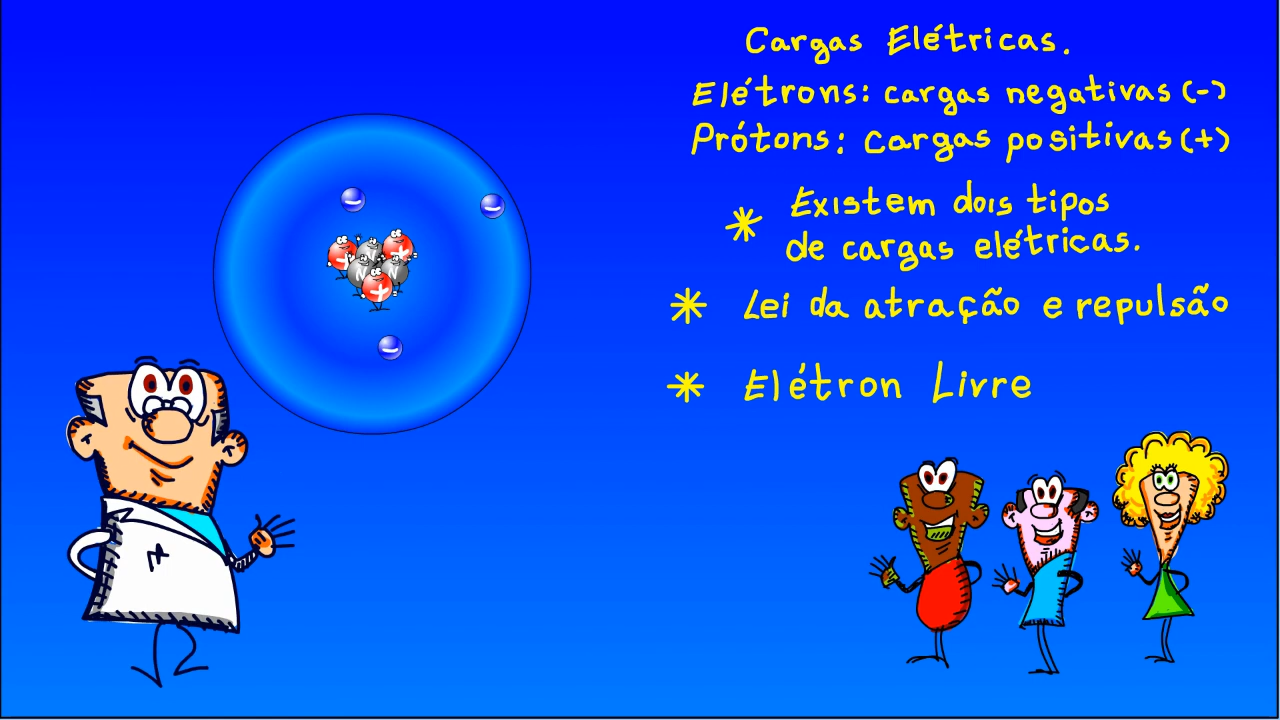 Cargas Elétricas.
Elétrons: cargas negativas (-)
Prótons: Cargas positivas (+)
* Existem dois tipos
de cargas elétricas.
* Lei da atração e repulsão
* Elétron Livre
- -
+ N +
N N
+
-